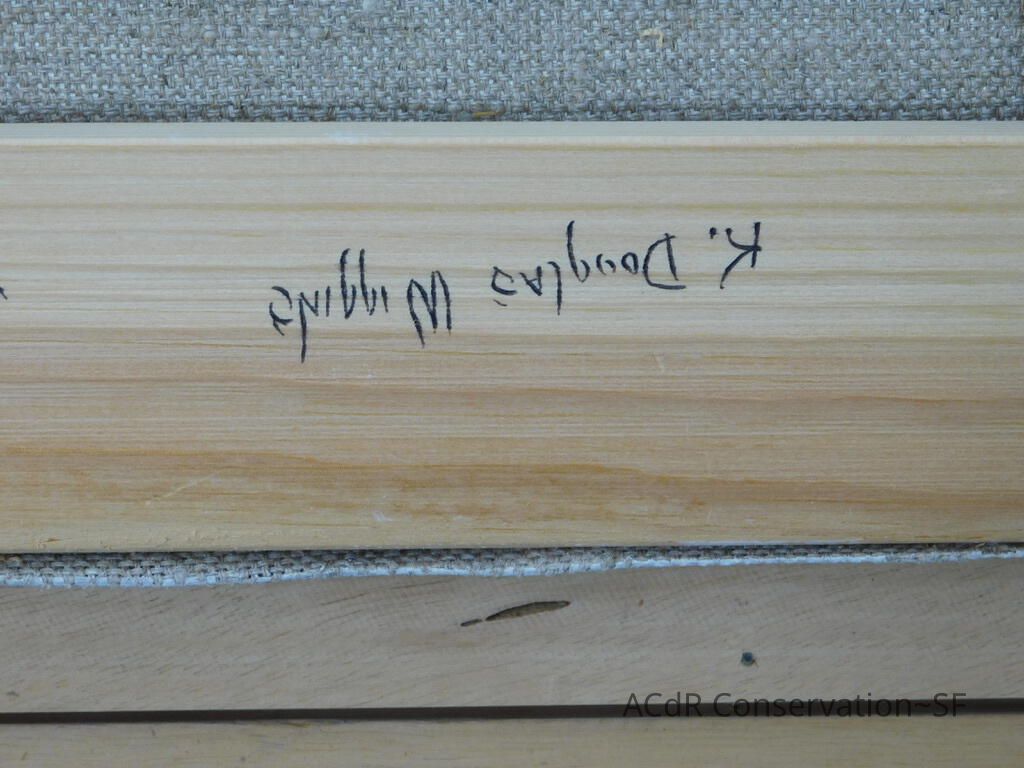 K. Douglas Wiggins
ACdR Conservation~SF